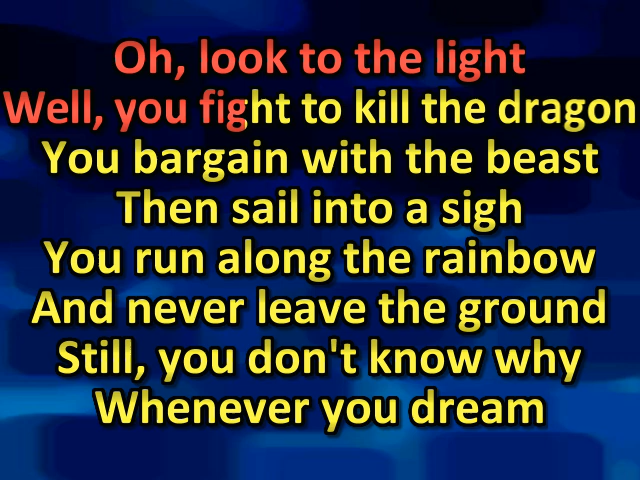 Oh, look to the light
Well, you fight to kill the dragon
You bargain with the beast
Then sail into a sigh
You run along the rainbow
And never leave the ground
Still, you don't know why
Whenever you dream